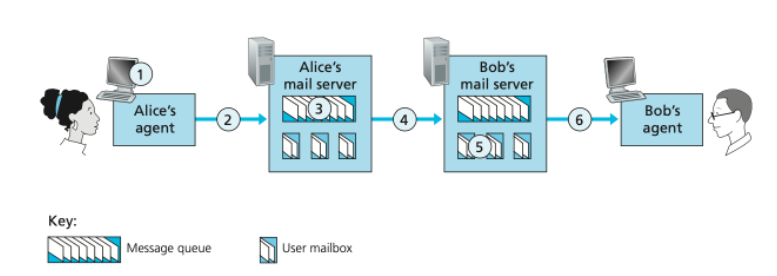 1
Alice's
agent
2
Alice's
mail server
3
4
Bob's
mail server
5
6
Bob's
agent
Key:
Message queue
User mailbox